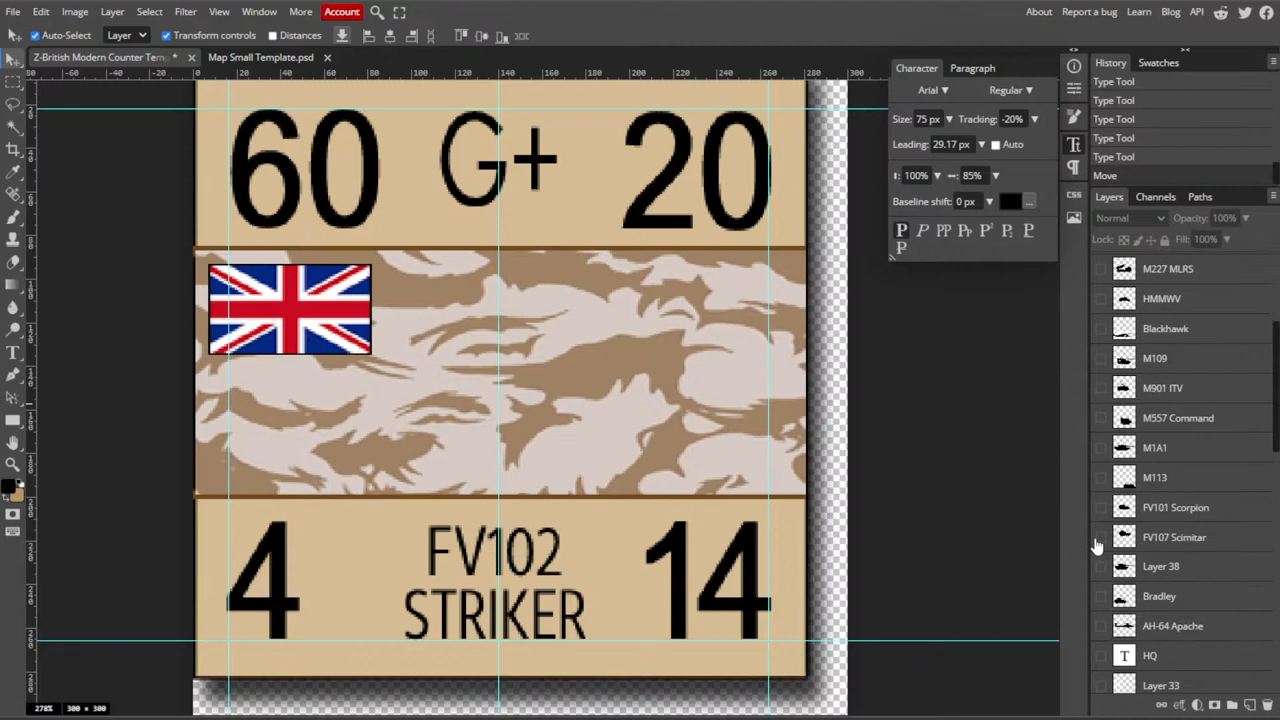 File Edit Image Layer Select Filter View Window More Account
About Report a bug Learn Blog API
Auto-Select Layer Transform controls Distances
Z-British Modern Counter Temp * Map Small Template.psd
Character Paragraph
Arial Regular
Size: 75 px Tracking: -20%
Leading: 29.17 px Auto
100% 85%
Baseline shift: 0 px ...
60 G+ 20
4 FV102 14
STRIKER
History Swatches
Type Tool
Type Tool
Type Tool
Type Tool
Type Tool
Move
Layers Channels Paths
Normal Opacity: 100%
Lock: Fill: 100%
M227 MLRS
HMMWV
Blackhawk
M109
M901 ITV
M557 Command
M1A1
M113
FV101 Scorpion
FV107 Scimitar
Layer 38
Bradley
AH-64 Apache
T HQ
Layer 33
CSS
eff
278% 300 × 300